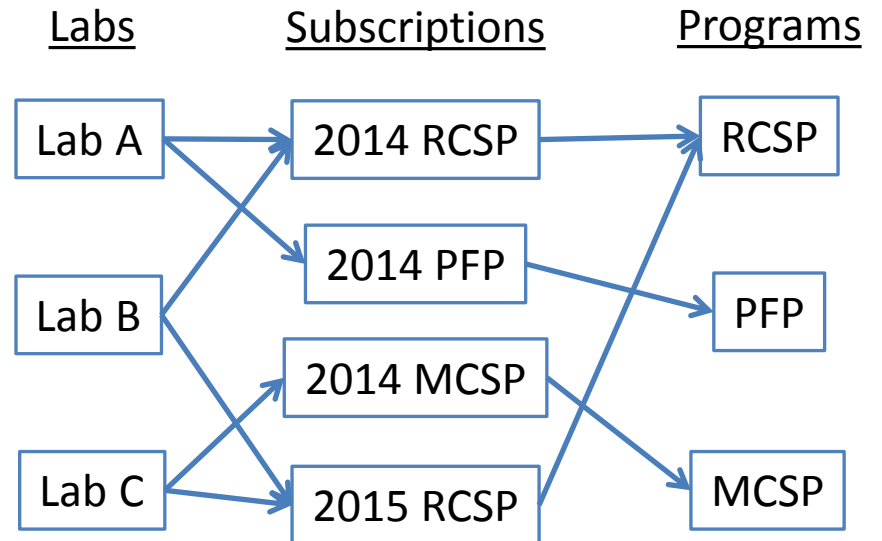 Labs Subscriptions Programs
Lab A 2014 RCSP RCSP
2014 PFP
Lab B PFP
2014 MCSP
Lab C 2015 RCSP MCSP